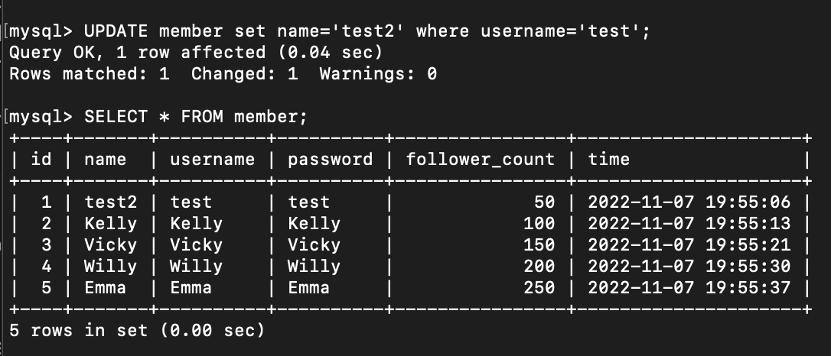 [mysql> UPDATE member set name='test2' where username='test';
Query OK, 1 row affected (0.04 sec)
Rows matched: 1  Changed: 1  Warnings: 0
[mysql> SELECT * FROM member;
+----+-------+----------+----------+----------------+---------------------+
| id | name  | username | password | follower_count | time                |
+----+-------+----------+----------+----------------+---------------------+
|  1 | test2 | test     | test     |             50 | 2022-11-07 19:55:06 |
|  2 | Kelly | Kelly    | Kelly    |            100 | 2022-11-07 19:55:13 |
|  3 | Vicky | Vicky    | Vicky    |            150 | 2022-11-07 19:55:21 |
|  4 | Willy | Willy    | Willy    |            200 | 2022-11-07 19:55:30 |
|  5 | Emma  | Emma     | Emma     |            250 | 2022-11-07 19:55:37 |
+----+-------+----------+----------+----------------+---------------------+
5 rows in set (0.00 sec)